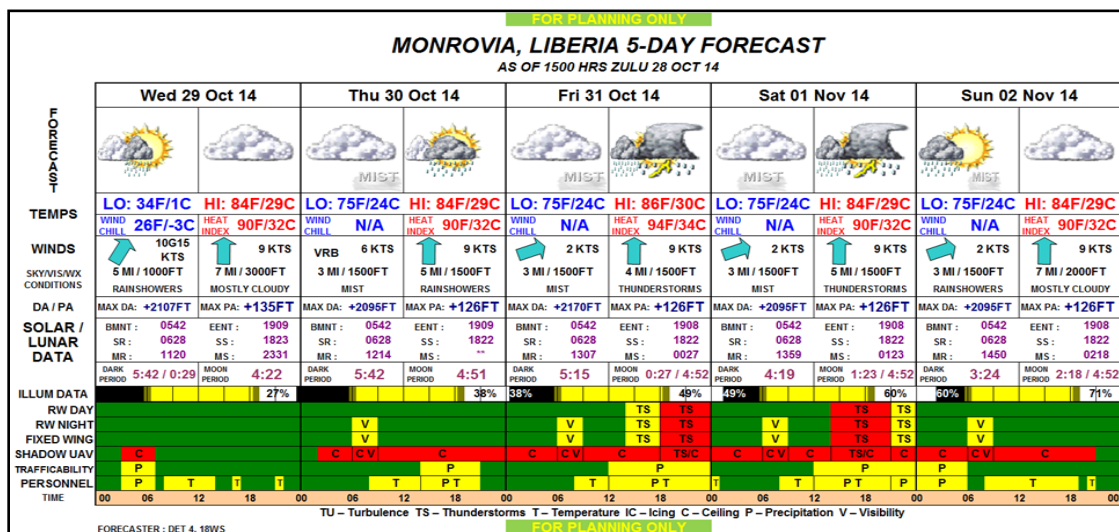 FOR PLANNING ONLY
MONROVIA, LIBERIA 5-DAY FORECAST
AS OF 1500 HRS ZULU 28 OCT 14
Wed 29 Oct 14 Thu 30 Oct 14 Fri 31 Oct 14 Sat 01 Nov 14 Sun 02 Nov 14
FORECAST
MIST MIST MIST MIST
TEMPS LO: 34F/1C HI: 84F/29C LO: 75F/24C HI: 84F/29C LO: 75F/24C HI: 86F/30C LO: 75F/24C HI: 84F/29C LO: 75F/24C HI: 84F/29C
WIND CHILL 26F/-3C HEAT INDEX 90F/32C WIND CHILL N/A HEAT INDEX 90F/32C WIND CHILL N/A HEAT INDEX 94F/34C WIND CHILL N/A HEAT INDEX 90F/32C WIND CHILL N/A HEAT INDEX 90F/32C
WINDS 10G15 KTS 9 KTS VRB 6 KTS 9 KTS 2 KTS 9 KTS 2 KTS 9 KTS 2 KTS 9 KTS
SKY/VIS/WX CONDITIONS 5 MI / 1000FT 7 MI / 3000FT 3 MI / 1500FT 5 MI / 1500FT 3 MI / 1500FT 4 MI / 1500FT 3 MI / 1500FT 5 MI / 1500FT 3 MI / 1500FT 7 MI / 2000FT
RAINSHOWERS MOSTLY CLOUDY MIST RAINSHOWERS MIST THUNDERSTORMS MIST THUNDERSTORMS RAINSHOWERS MOSTLY CLOUDY
DA / PA MAX DA: +2107FT MAX PA: +135FT MAX DA: +2095FT MAX PA: +126FT MAX DA: +2170FT MAX PA: +126FT MAX DA: +2095FT MAX PA: +126FT MAX DA: +2095FT MAX PA: +126FT
SOLAR / LUNAR DATA
BMNT : 0542 EENT : 1909 BMNT : 0542 EENT : 1909 BMNT : 0542 EENT : 1908 BMNT : 0542 EENT : 1908 BMNT : 0542 EENT : 1908
SR : 0628 SS : 1823 SR : 0628 SS : 1822 SR : 0628 SS : 1822 SR : 0628 SS : 1822 SR : 0628 SS : 1822
MR : 1120 MS : 2331 MR : 1214 MS : ** MR : 1307 MS : 0027 MR : 1359 MS : 0123 MR : 1450 MS : 0218
DARK PERIOD 5:42 / 0:29 MOON PERIOD 4:22 DARK PERIOD 5:42 MOON PERIOD 4:51 DARK PERIOD 5:15 MOON PERIOD 0:27 / 4:52 DARK PERIOD 4:19 MOON PERIOD 1:23 / 4:52 DARK PERIOD 3:24 MOON PERIOD 2:18 / 4:52
ILLUM DATA 27% 38% 38% 49% 49% 60% 60% 71%
RW DAY TS TS TS TS
RW NIGHT V V TS TS V TS TS V
FIXED WING V V TS TS V TS TS V
SHADOW UAV C C C V C C C V C TS/C C C V C TS/C C C C V C
TRAFFICABILITY P P P P P
PERSONNEL P T T T T P T T P T T T P T P P T T
TIME 00 06 12 18 00 06 12 18 00 06 12 18 00 06 12 18 00 06 12 18 00
TU – Turbulence TS – Thunderstorms T – Temperature IC – Icing C – Ceiling P – Precipitation V – Visibility
FORECASTER : DET 4, 18WS
FOR PLANNING ONLY